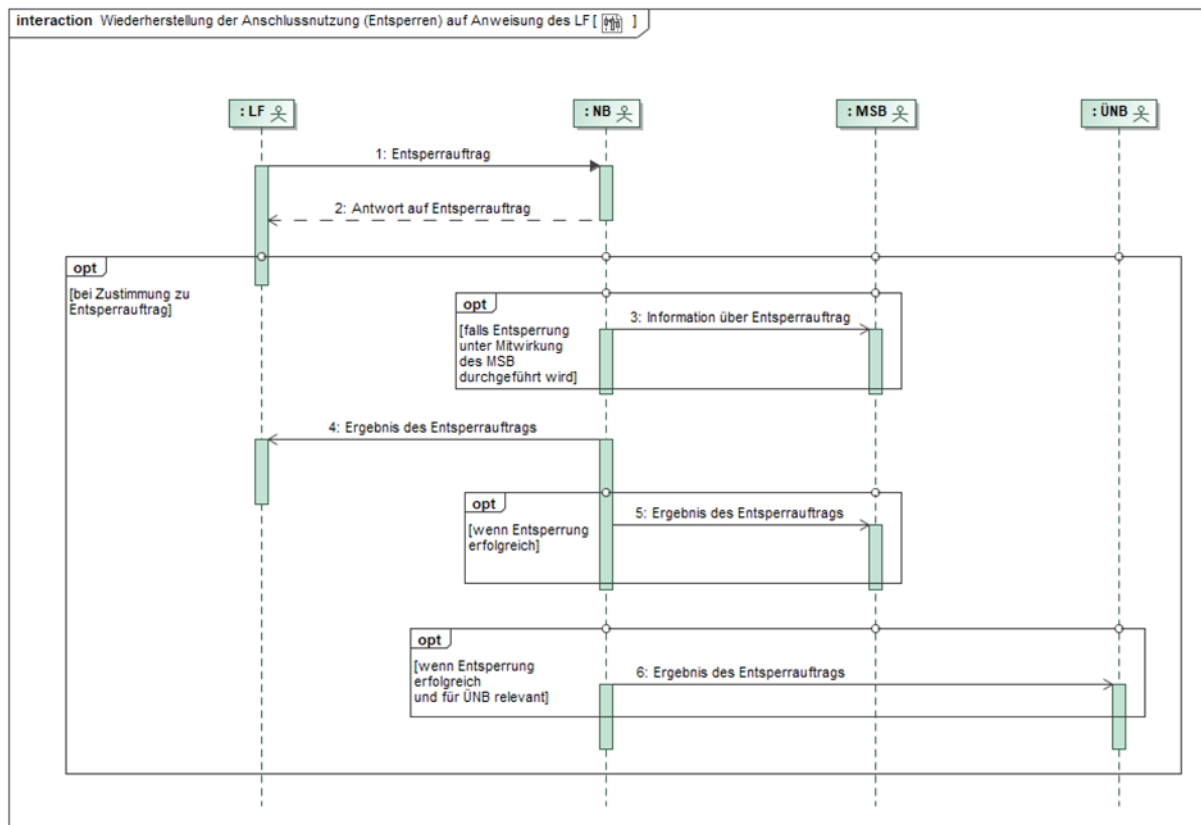 interaction Wiederherstellung der Anschlussnutzung (Entsperren) auf Anweisung des LF [ ]
: LF
: NB
: MSB
: ÜNB
1: Entsperrauftrag
2: Antwort auf Entsperrauftrag
opt
[bei Zustimmung zu
Entsperrauftrag]
opt
[falls Entsperrung
unter Mitwirkung
des MSB
durchgeführt wird]
3: Information über Entsperrauftrag
4: Ergebnis des Entsperrauftrags
opt
[wenn Entsperrung
erfolgreich]
5: Ergebnis des Entsperrauftrags
opt
[wenn Entsperrung
erfolgreich
und für ÜNB relevant]
6: Ergebnis des Entsperrauftrags